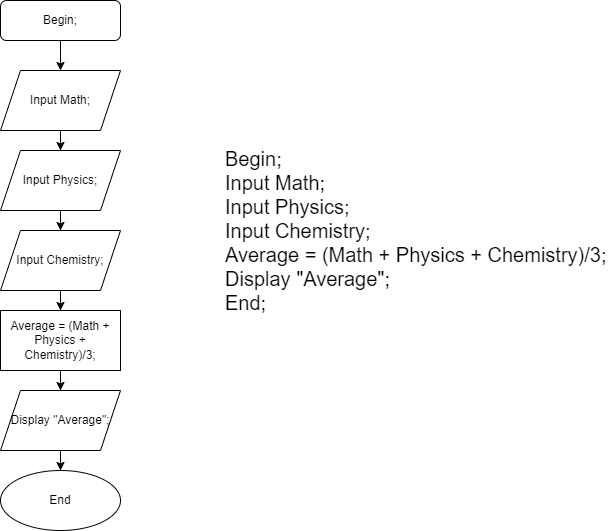 Begin;
Input Math;
Input Physics;
Input Chemistry;
Average = (Math +
Physics +
Chemistry)/3;
Display "Average";
End
Begin;
Input Math;
Input Physics;
Input Chemistry;
Average = (Math + Physics + Chemistry)/3;
Display "Average";
End;